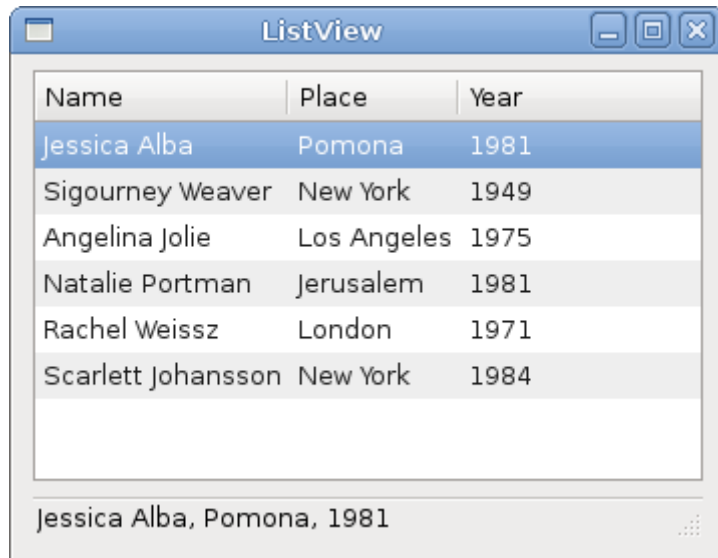 ListView
Name Place Year
Jessica Alba Pomona 1981
Sigourney Weaver New York 1949
Angelina Jolie Los Angeles 1975
Natalie Portman Jerusalem 1981
Rachel Weissz London 1971
Scarlett Johansson New York 1984
Jessica Alba, Pomona, 1981